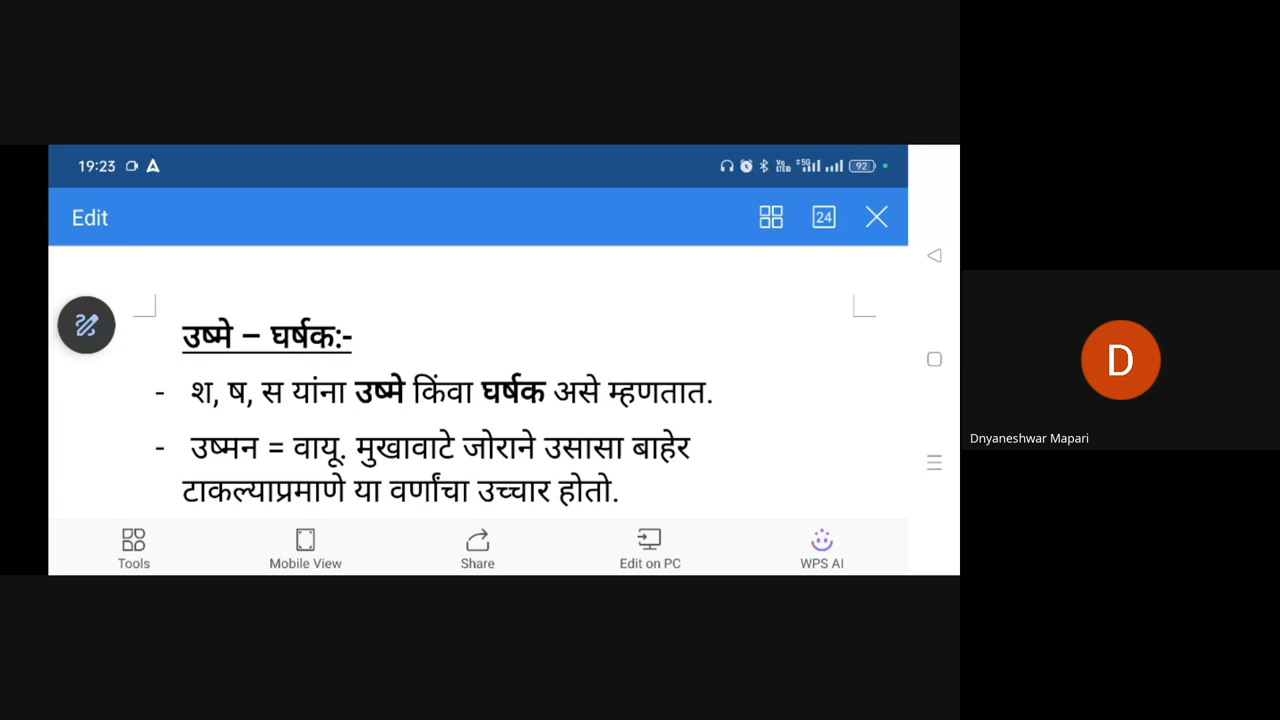 19:23
92
Edit
24
उष्मे – घर्षक:-
- श, ष, स यांना उष्मे किंवा घर्षक असे म्हणतात.
- उष्मन = वायू. मुखावाटे जोराने उसासा बाहेर
टाकल्याप्रमाणे या वर्णांचा उच्चार होतो.
Tools
Mobile View
Share
Edit on PC
WPS AI
D
Dnyaneshwar Mapari